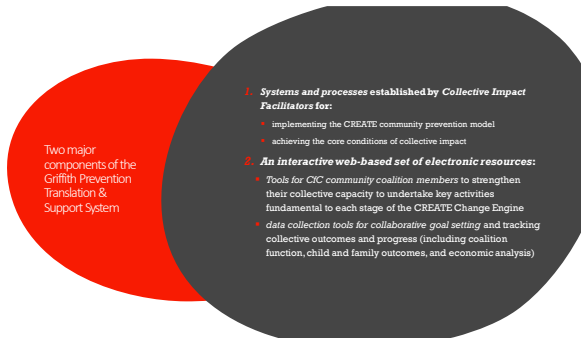 Two major
components of the
Griffith Prevention
Translation &
Support System
1. Systems and processes established by Collective Impact
Facilitators for:
▪ implementing the CREATE community prevention model
▪ achieving the core conditions of collective impact
2. An interactive web-based set of electronic resources:
▪ Tools for CfC community coalition members to strengthen
their collective capacity to undertake key activities
fundamental to each stage of the CREATE Change Engine
▪ data collection tools for collaborative goal setting and tracking
collective outcomes and progress (including coalition
function, child and family outcomes, and economic analysis)